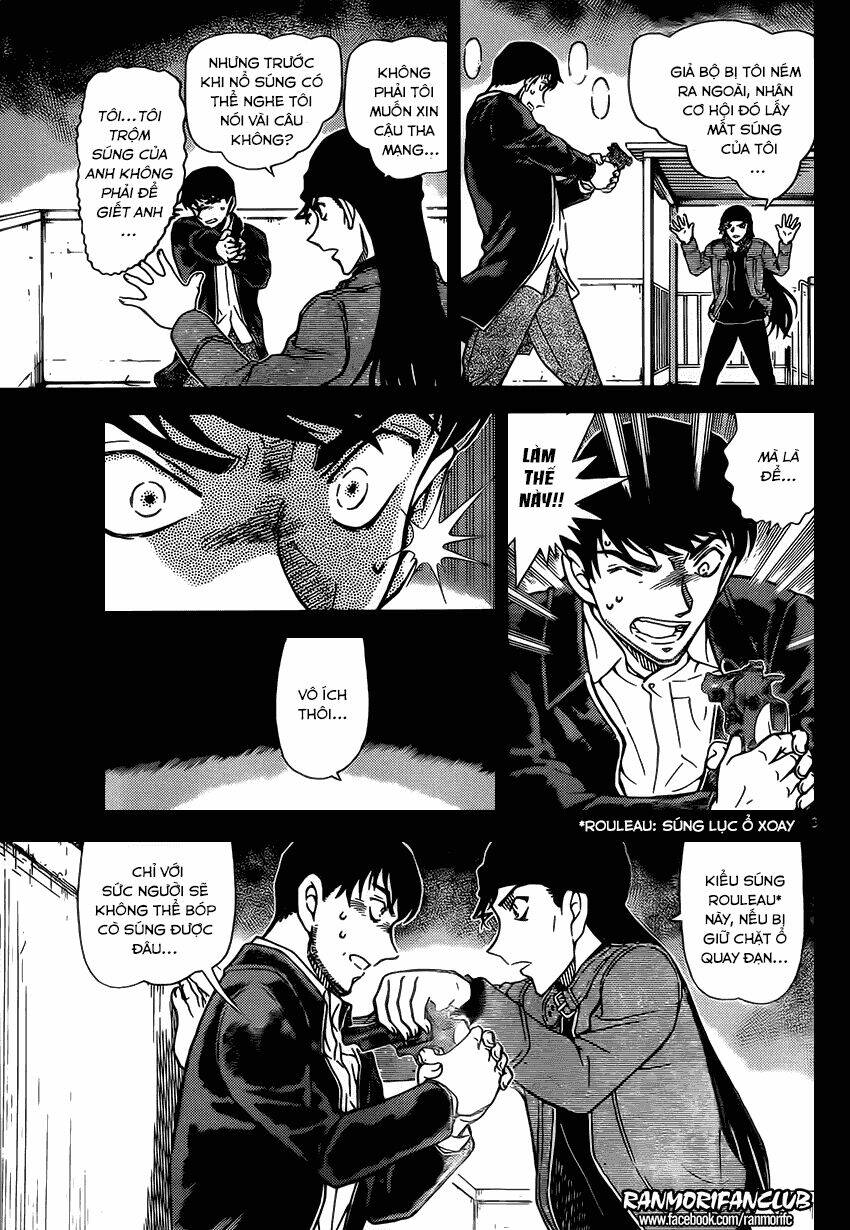 GIẢ BỘ BỊ TÔI NÉM
RA NGOÀI, NHÂN
CƠ HỘI ĐÓ LẤY
MẤT SÚNG
CỦA TÔI
...
KHÔNG
PHẢI TÔI
MUỐN XIN
CẬU THA
MẠNG...
NHƯNG TRƯỚC
KHI NỔ SÚNG CÓ
THỂ NGHE TÔI
NÓI VÀI CÂU
KHÔNG?
TÔI...TÔI
TRỘM
SÚNG CỦA
ANH KHÔNG
PHẢI ĐỂ
GIẾT ANH
...
MÀ LÀ
ĐỂ...
LÀM
THẾ
NÀY!!
VÔ ÍCH
THÔI...
*ROULEAU: SÚNG LỤC Ổ XOAY
3
KIỂU SÚNG
ROULEAU*
NÀY, NẾU BỊ
GIỮ CHẶT Ổ
QUAY ĐẠN...
CHỈ VỚI
SỨC NGƯỜI SẼ
KHÔNG THỂ BÓP
CÒ SÚNG ĐƯỢC
ĐÂU...
RANMORIFANCLUB
www.facebook.com/ranmorifc